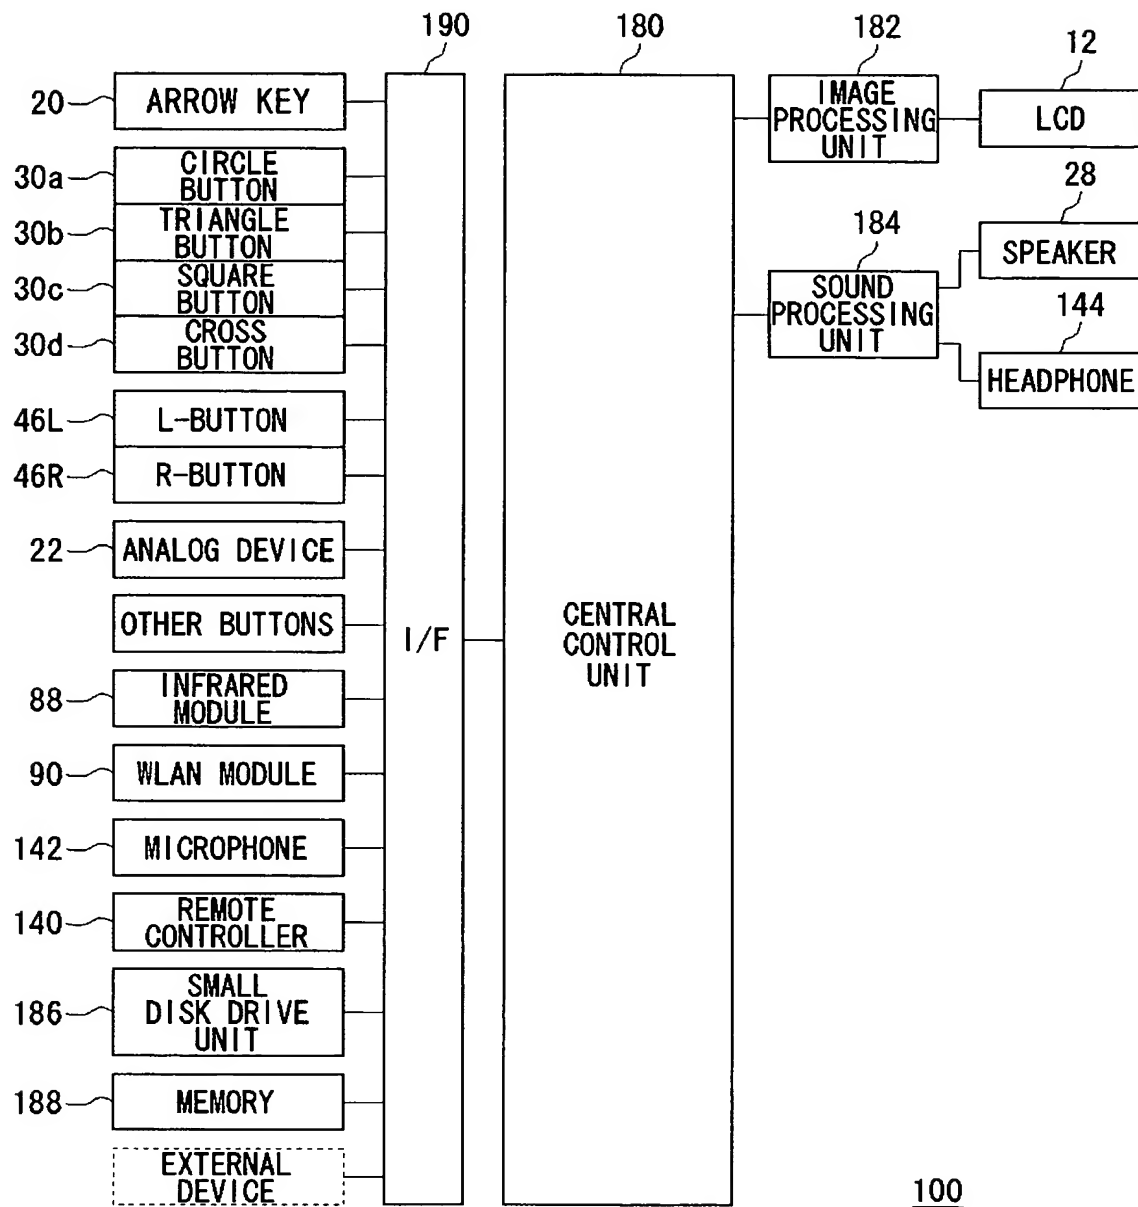 190
180
182
12
20
ARROW KEY
IMAGE
PROCESSING
UNIT
LCD
30a
CIRCLE
BUTTON
28
30b
TRIANGLE
BUTTON
184
SPEAKER
30c
SQUARE
BUTTON
SOUND
PROCESSING
UNIT
144
30d
CROSS
BUTTON
HEADPHONE
46L
L-BUTTON
46R
R-BUTTON
22
ANALOG DEVICE
OTHER BUTTONS
I/F
CENTRAL
CONTROL
UNIT
88
INFRARED
MODULE
90
WLAN MODULE
142
MICROPHONE
140
REMOTE
CONTROLLER
186
SMALL
DISK DRIVE
UNIT
188
MEMORY
EXTERNAL
DEVICE
100